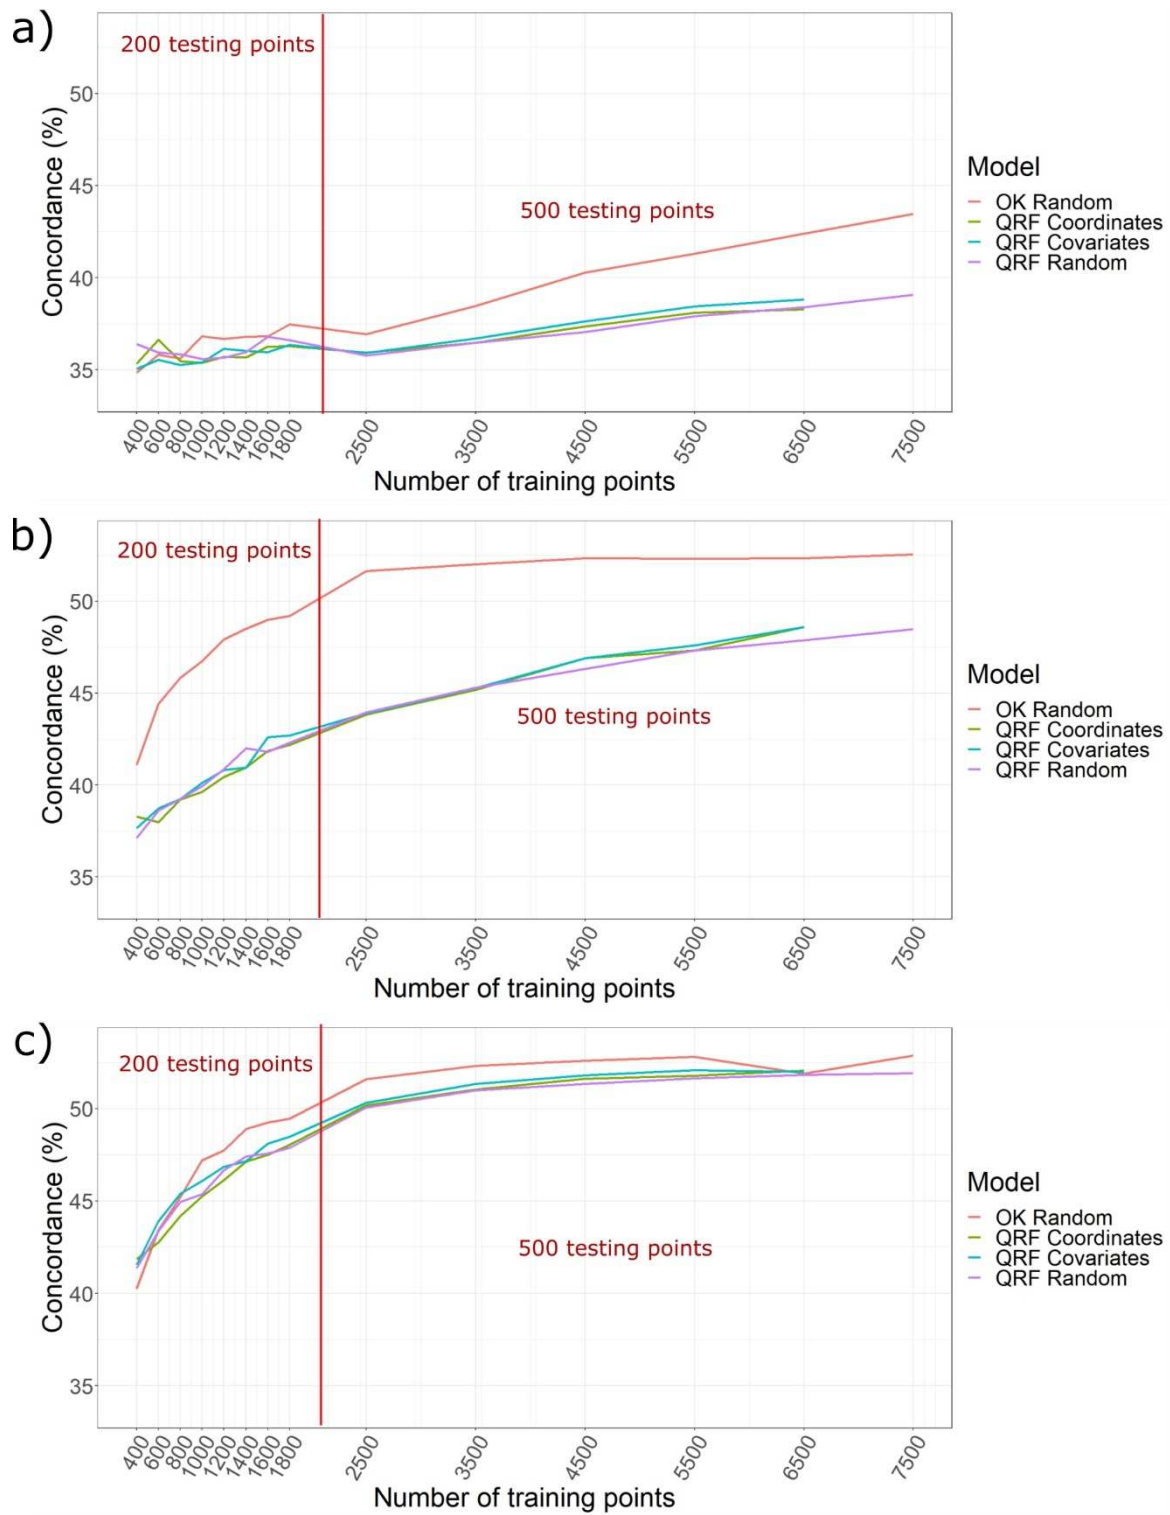 a)
200 testing points
500 testing points
Concordance (%)
50
45
40
35
400
600
800
1000
1200
1400
1600
1800
2500
3500
4500
5500
6500
7500
Number of training points
Model
OK Random
QRF Coordinates
QRF Covariates
QRF Random
b)
200 testing points
500 testing points
Concordance (%)
50
45
40
35
400
600
800
1000
1200
1400
1600
1800
2500
3500
4500
5500
6500
7500
Number of training points
Model
OK Random
QRF Coordinates
QRF Covariates
QRF Random
c)
200 testing points
500 testing points
Concordance (%)
50
45
40
35
400
600
800
1000
1200
1400
1600
1800
2500
3500
4500
5500
6500
7500
Number of training points
Model
OK Random
QRF Coordinates
QRF Covariates
QRF Random